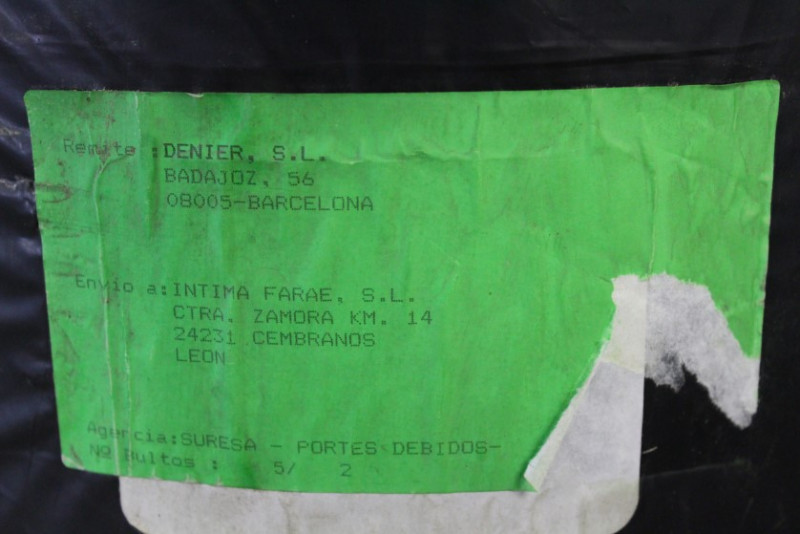 Remite :DENIER, S.L.
BADAJOZ, 56
08005-BARCELONA
Envio a:INTIMA FARAE, S.L.
CTRA. ZAMORA KM. 14
24231 CEMBRANOS
LEON
Agencia:SURESA - PORTES DEBIDOS-
Nº Bultos : 5/ 2